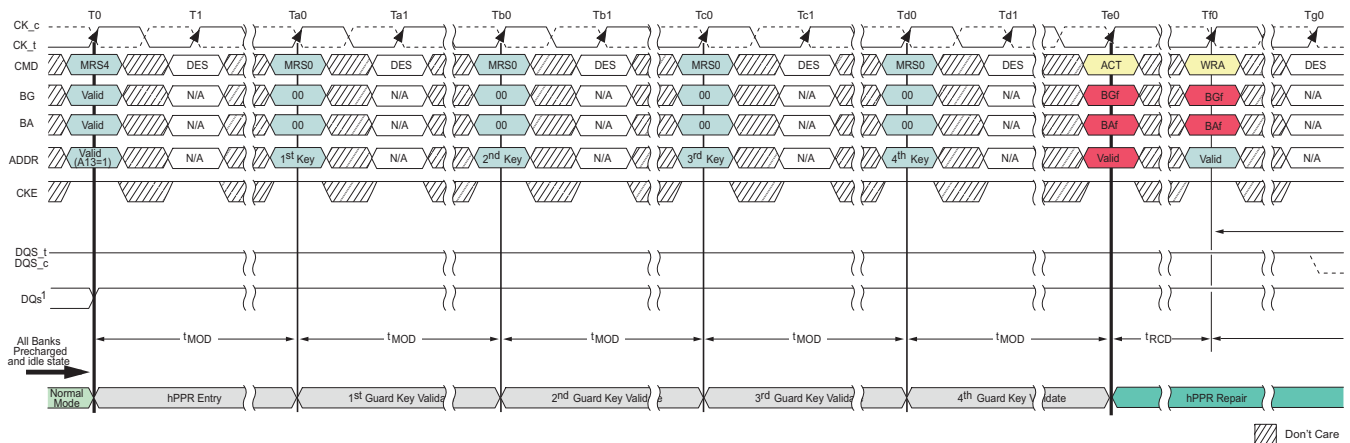 T0 T1 Ta0 Ta1 Tb0 Tb1 Tc0 Tc1 Td0 Td1 Te0 Tf0 Tg0
CK_c
CK_t
CMD MRS4 DES MRS0 DES MRS0 DES MRS0 DES MRS0 DES ACT WRA DES
BG Valid N/A 00 N/A 00 N/A 00 N/A 00 N/A BGf BGf N/A
BA Valid N/A 00 N/A 00 N/A 00 N/A 00 N/A BAf BAf N/A
ADDR Valid (A13=1) N/A 1st Key N/A 2nd Key N/A 3rd Key N/A 4th Key N/A Valid Valid N/A
CKE
DQS_t
DQS_c
DQs1
tMOD tMOD tMOD tMOD tMOD tRCD
All Banks
Precharged
and idle state
Normal Mode hPPR Entry 1st Guard Key Valida 2nd Guard Key Valida e 3rd Guard Key Valida 4th Guard Key V idate hPPR Repair
Don't Care